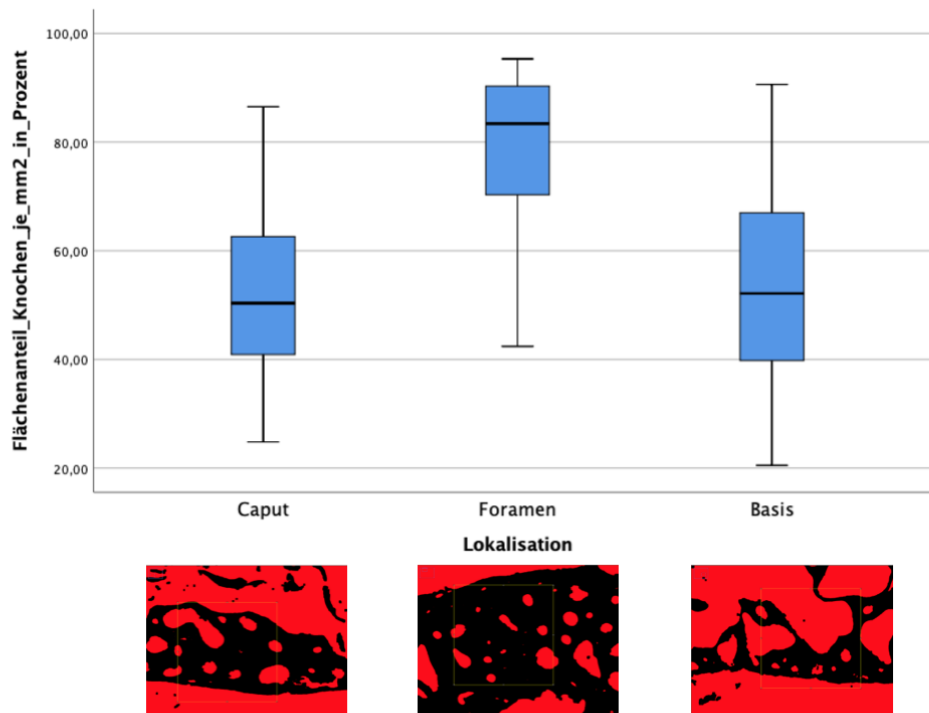 Flächenanteil_Knochen_je_mm2_in_Prozent
100,00
80,00
60,00
40,00
20,00
Caput Foramen Basis
Lokalisation